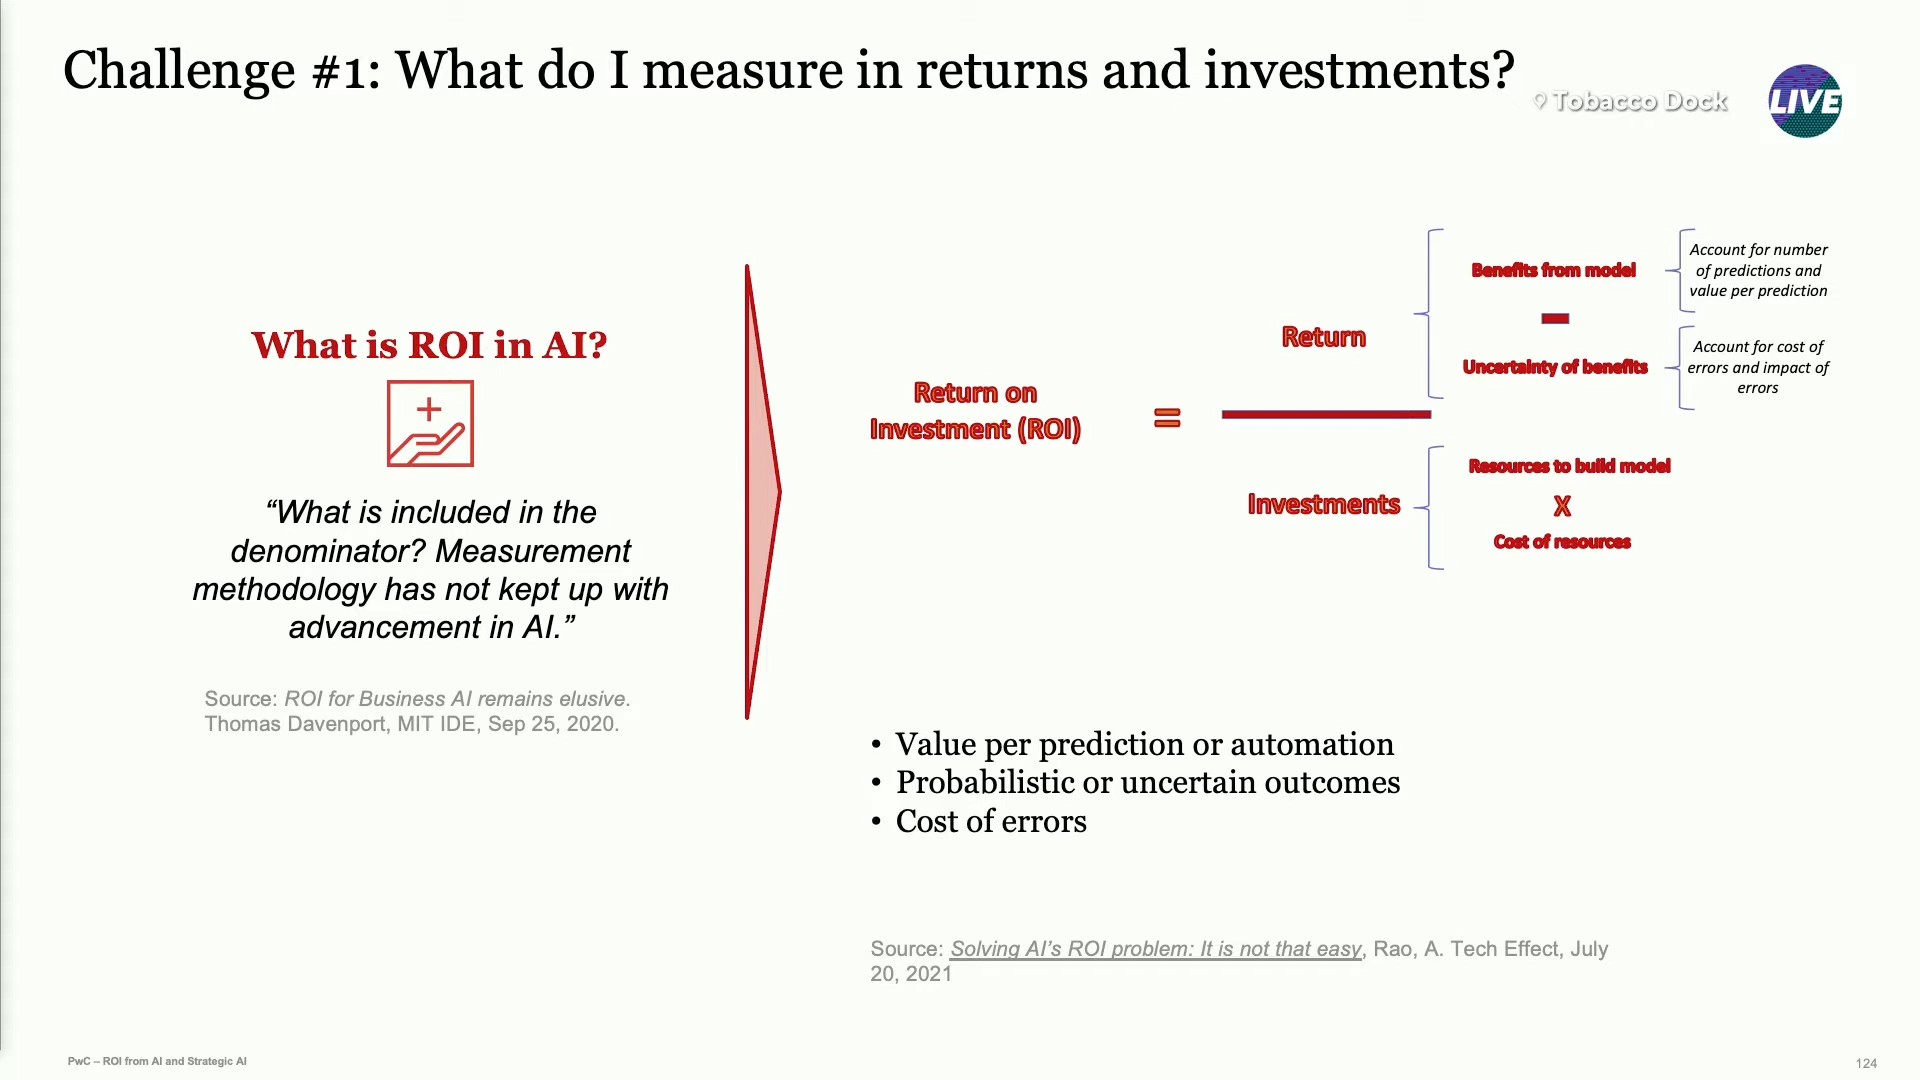 Challenge #1: What do I measure in returns and investments?
Tobacco Dock
LIVE
What is ROI in AI?
“What is included in the
denominator? Measurement
methodology has not kept up with
advancement in AI.”
Source: ROI for Business AI remains elusive.
Thomas Davenport, MIT IDE, Sep 25, 2020.
Return on
Investment (ROI)
=
Return
Benefits from model
-
Uncertainty of benefits
Account for number
of predictions and
value per prediction
Account for cost of
errors and impact of
errors
Investments
Resources to build model
X
Cost of resources
• Value per prediction or automation
• Probabilistic or uncertain outcomes
• Cost of errors
Source: Solving AI’s ROI problem: It is not that easy, Rao, A. Tech Effect, July
20, 2021
PwC – ROI from AI and Strategic AI
124